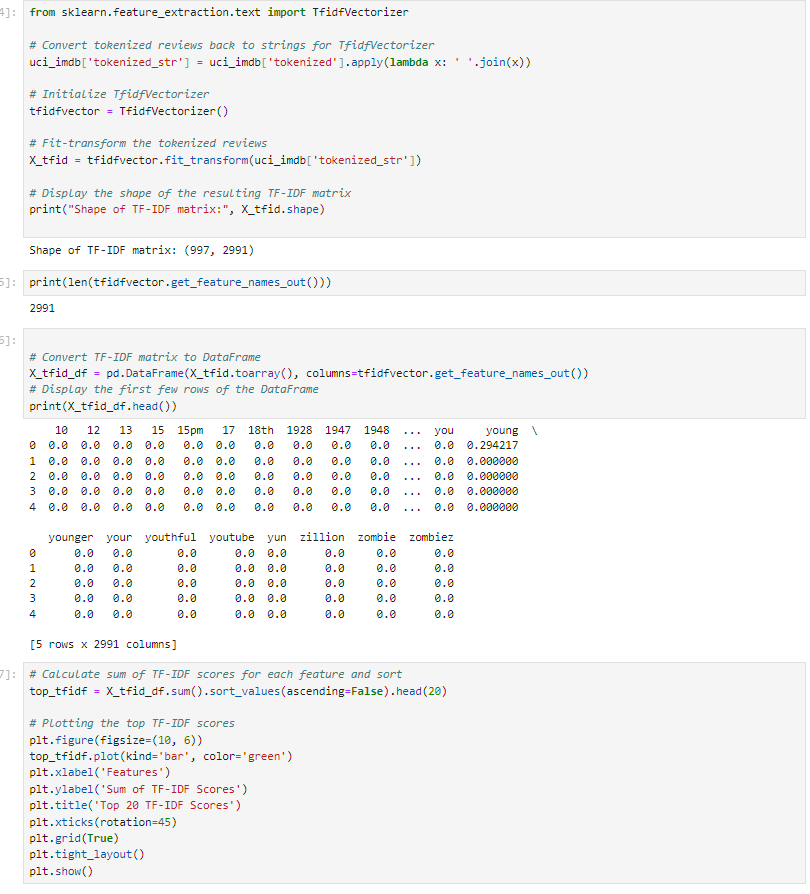 4]:
from sklearn.feature_extraction.text import TfidfVectorizer
# Convert tokenized reviews back to strings for TfidfVectorizer
uci_imdb['tokenized_str'] = uci_imdb['tokenized'].apply(lambda x: ' '.join(x))
# Initialize TfidfVectorizer
tfidfvector = TfidfVectorizer()
# Fit-transform the tokenized reviews
X_tfid = tfidfvector.fit_transform(uci_imdb['tokenized_str'])
# Display the shape of the resulting TF-IDF matrix
print("Shape of TF-IDF matrix:", X_tfid.shape)
Shape of TF-IDF matrix: (997, 2991)
5]:
print(len(tfidfvector.get_feature_names_out()))
2991
6]:
# Convert TF-IDF matrix to DataFrame
X_tfid_df = pd.DataFrame(X_tfid.toarray(), columns=tfidfvector.get_feature_names_out())
# Display the first few rows of the DataFrame
print(X_tfid_df.head())
    10   12   13   15  15pm   17  18th  1928  1947  1948  ...  you     young  \
0  0.0  0.0  0.0  0.0   0.0  0.0   0.0   0.0   0.0   0.0  ...  0.0  0.294217
1  0.0  0.0  0.0  0.0   0.0  0.0   0.0   0.0   0.0   0.0  ...  0.0  0.000000
2  0.0  0.0  0.0  0.0   0.0  0.0   0.0   0.0   0.0   0.0  ...  0.0  0.000000
3  0.0  0.0  0.0  0.0   0.0  0.0   0.0   0.0   0.0   0.0  ...  0.0  0.000000
4  0.0  0.0  0.0  0.0   0.0  0.0   0.0   0.0   0.0   0.0  ...  0.0  0.000000
   younger  your  youthful  youtube  yun  zillion  zombie  zombiez
0      0.0   0.0       0.0      0.0  0.0      0.0     0.0      0.0
1      0.0   0.0       0.0      0.0  0.0      0.0     0.0      0.0
2      0.0   0.0       0.0      0.0  0.0      0.0     0.0      0.0
3      0.0   0.0       0.0      0.0  0.0      0.0     0.0      0.0
4      0.0   0.0       0.0      0.0  0.0      0.0     0.0      0.0
[5 rows x 2991 columns]
7]:
# Calculate sum of TF-IDF scores for each feature and sort
top_tfidf = X_tfid_df.sum().sort_values(ascending=False).head(20)
# Plotting the top TF-IDF scores
plt.figure(figsize=(10, 6))
top_tfidf.plot(kind='bar', color='green')
plt.xlabel('Features')
plt.ylabel('Sum of TF-IDF Scores')
plt.title('Top 20 TF-IDF Scores')
plt.xticks(rotation=45)
plt.grid(True)
plt.tight_layout()
plt.show()